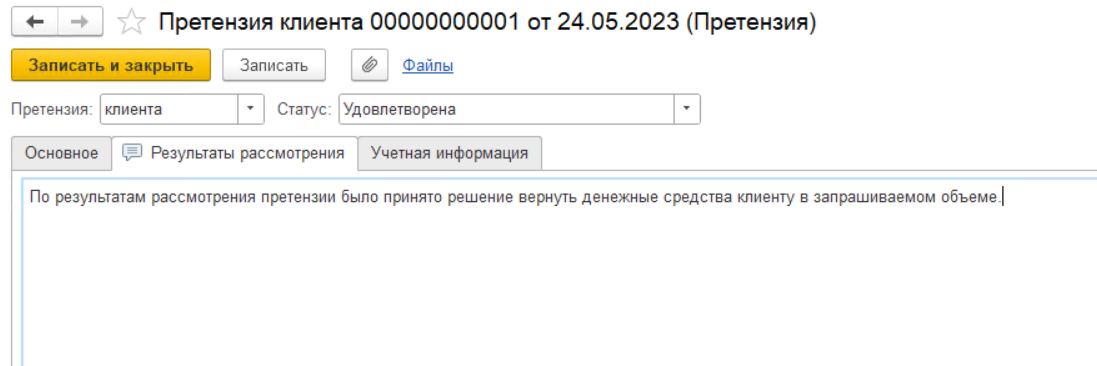 Претензия клиента 00000000001 от 24.05.2023 (Претензия)
Записать и закрыть Записать Файлы
Претензия: клиента Статус: Удовлетворена
Основное Результаты рассмотрения Учетная информация
По результатам рассмотрения претензии было принято решение вернуть денежные средства клиенту в запрашиваемом объеме.